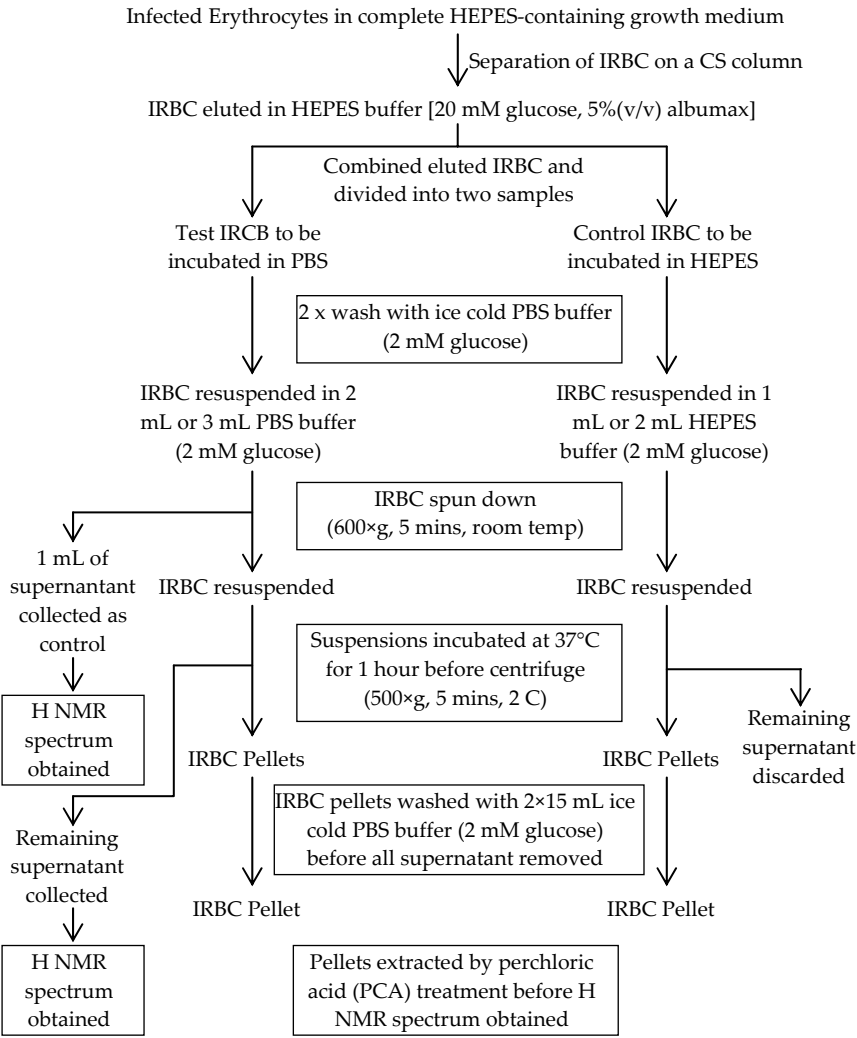 Infected Erythrocytes in complete HEPES-containing growth medium
Separation of IRBC on a CS column
IRBC eluted in HEPES buffer [20 mM glucose, 5%(v/v) albumax]
Combined eluted IRBC and
divided into two samples
Test IRCB to be
incubated in PBS
Control IRBC to be
incubated in HEPES
2 x wash with ice cold PBS buffer
(2 mM glucose)
IRBC resuspended in 2
mL or 3 mL PBS buffer
(2 mM glucose)
IRBC resuspended in 1
mL or 2 mL HEPES
buffer (2 mM glucose)
IRBC spun down
(600×g, 5 mins, room temp)
1 mL of
supernantant
collected as
control
IRBC resuspended
IRBC resuspended
Suspensions incubated at 37°C
for 1 hour before centrifuge
(500×g, 5 mins, 2 C)
H NMR
spectrum
obtained
IRBC Pellets
IRBC Pellets
Remaining
supernatant
discarded
IRBC pellets washed with 2×15 mL ice
cold PBS buffer (2 mM glucose)
before all supernatant removed
Remaining
supernatant
collected
IRBC Pellet
IRBC Pellet
H NMR
spectrum
obtained
Pellets extracted by perchloric
acid (PCA) treatment before H
NMR spectrum obtained